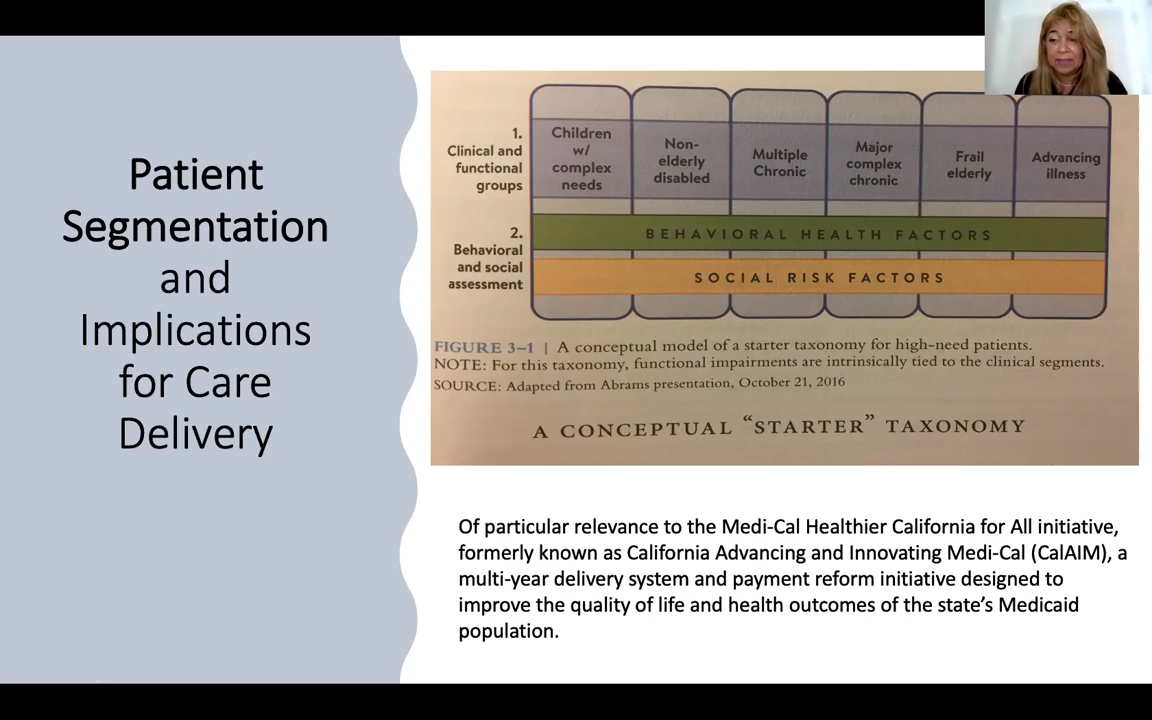 Patient
Segmentation
and
Implications
for Care
Delivery
1.
Clinical and
functional
groups
Children
w/
complex
needs
Non-
elderly
disabled
Multiple
Chronic
Major
complex
chronic
Frail
elderly
Advancing
illness
2.
Behavioral
and social
assessment
BEHAVIORAL HEALTH FACTORS
SOCIAL RISK FACTORS
FIGURE 3–1 | A conceptual model of a starter taxonomy for high-need patients.
NOTE: For this taxonomy, functional impairments are intrinsically tied to the clinical segments.
SOURCE: Adapted from Abrams presentation, October 21, 2016
A CONCEPTUAL “STARTER” TAXONOMY
Of particular relevance to the Medi-Cal Healthier California for All initiative,
formerly known as California Advancing and Innovating Medi-Cal (CalAIM), a
multi-year delivery system and payment reform initiative designed to
improve the quality of life and health outcomes of the state’s Medicaid
population.